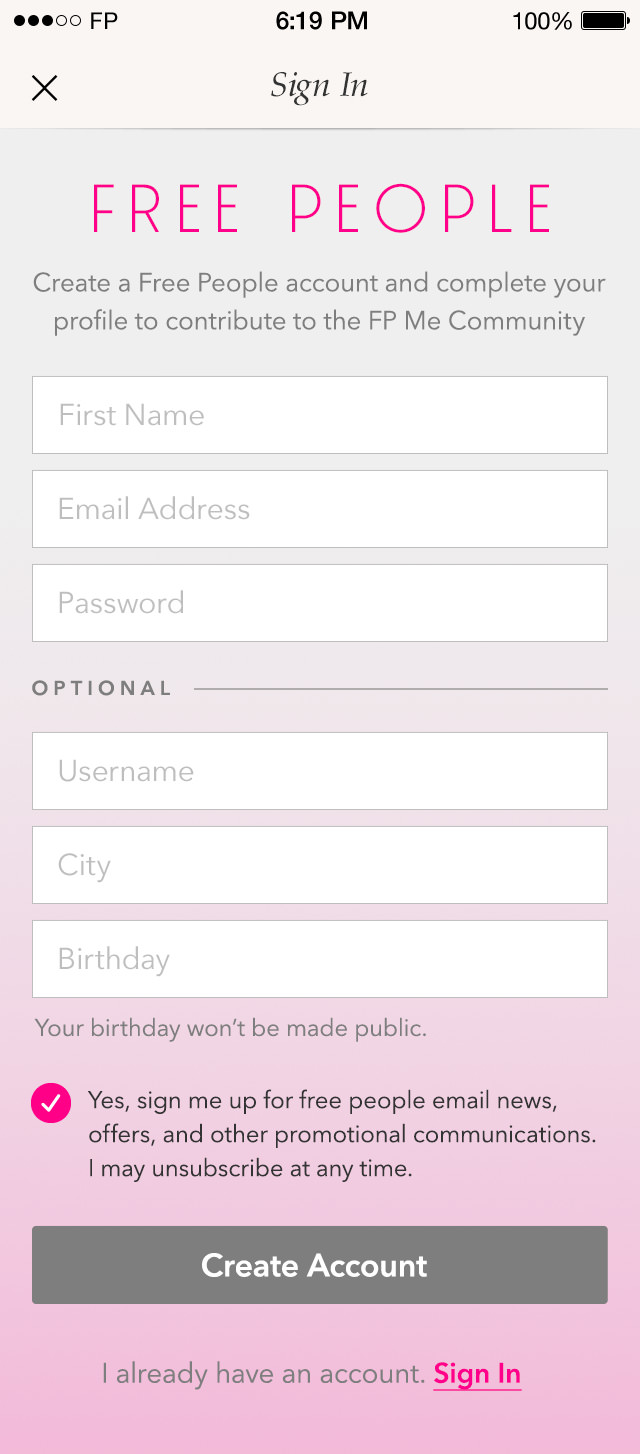 FP 6:19 PM 100%
Sign In
FREE PEOPLE
Create a Free People account and complete your
profile to contribute to the FP Me Community
First Name
Email Address
Password
OPTIONAL
Username
City
Birthday
Your birthday won't be made public.
Yes, sign me up for free people email news,
offers, and other promotional communications.
I may unsubscribe at any time.
Create Account
I already have an account. Sign In